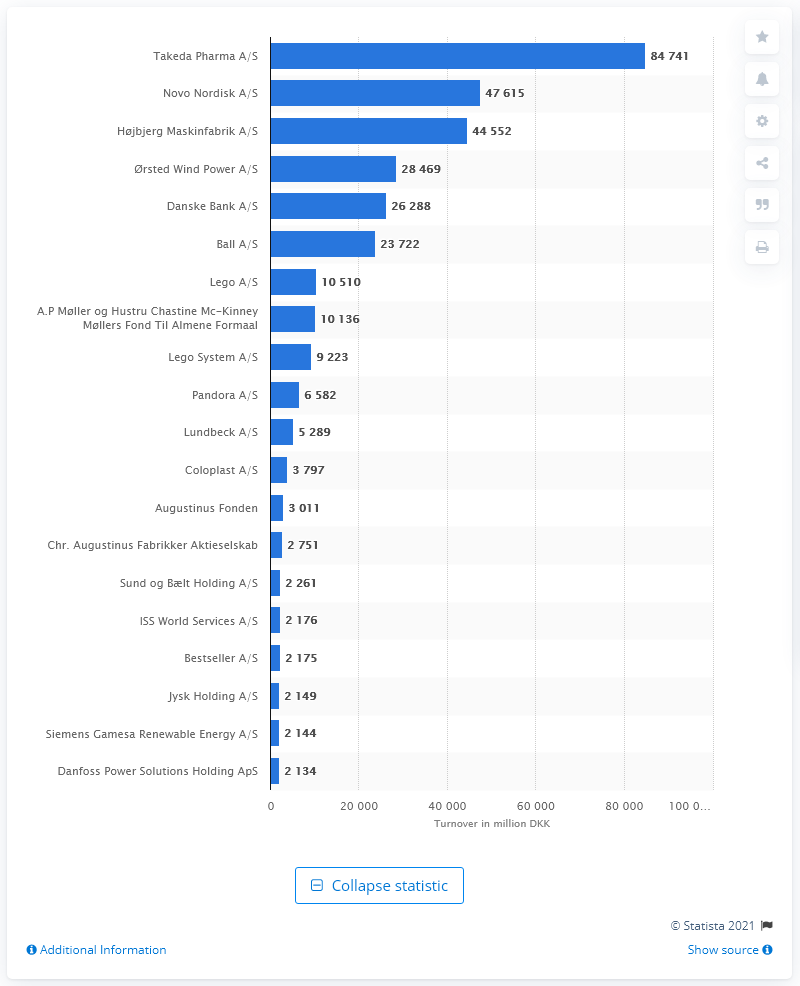 Takeda Pharma A/S 84 741
Novo Nordisk A/S 47 615
Højbjerg Maskinfabrik A/S 44 552
Ørsted Wind Power A/S 28 469
Danske Bank A/S 26 288
Ball A/S 23 722
Lego A/S 10 510
A.P Møller og Hustru Chastine Mc-Kinney
Møllers Fond Til Almene Formaal 10 136
Lego System A/S 9 223
Pandora A/S 6 582
Lundbeck A/S 5 289
Coloplast A/S 3 797
Augustinus Fonden 3 011
Chr. Augustinus Fabrikker Aktieselskab 2 751
Sund og Bælt Holding A/S 2 261
ISS World Services A/S 2 176
Bestseller A/S 2 175
Jysk Holding A/S 2 149
Siemens Gamesa Renewable Energy A/S 2 144
Danfoss Power Solutions Holding ApS 2 134
0 20 000 40 000 60 000 80 000 100 0...
Turnover in million DKK
Collapse statistic
© Statista 2021
Additional Information Show source